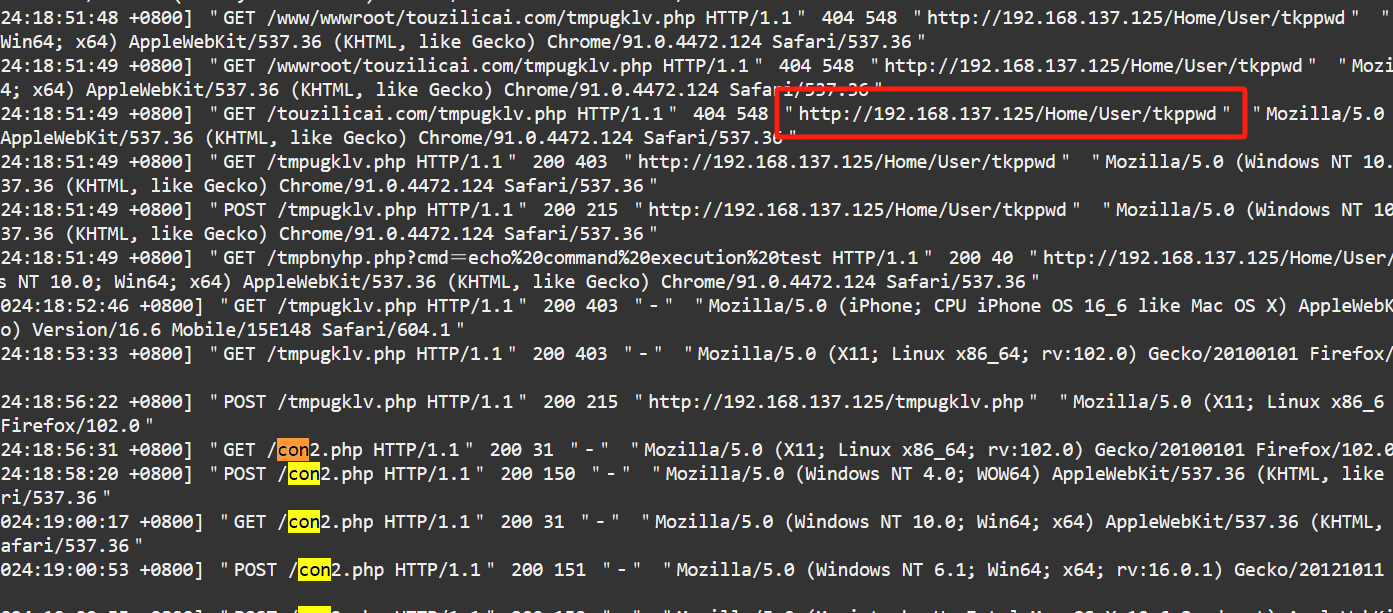 24:18:51:48 +0800] "GET /www/wwwroot/touzilicai.com/tmpugklv.php HTTP/1.1" 404 548 "http://192.168.137.125/Home/User/tkppwd" "
Win64; x64) AppleWebKit/537.36 (KHTML, like Gecko) Chrome/91.0.4472.124 Safari/537.36"
24:18:51:49 +0800] "GET /wwwroot/touzilicai.com/tmpugklv.php HTTP/1.1" 404 548 "http://192.168.137.125/Home/User/tkppwd" "Mozi
4; x64) AppleWebKit/537.36 (KHTML, like Gecko) Chrome/91.0.4472.124 Safari/537.36"
24:18:51:49 +0800] "GET /touzilicai.com/tmpugklv.php HTTP/1.1" 404 548 "http://192.168.137.125/Home/User/tkppwd" "Mozilla/5.0
AppleWebKit/537.36 (KHTML, like Gecko) Chrome/91.0.4472.124 Safari/537.36"
24:18:51:49 +0800] "GET /tmpugklv.php HTTP/1.1" 200 403 "http://192.168.137.125/Home/User/tkppwd" "Mozilla/5.0 (Windows NT 10.
37.36 (KHTML, like Gecko) Chrome/91.0.4472.124 Safari/537.36"
24:18:51:49 +0800] "POST /tmpugklv.php HTTP/1.1" 200 215 "http://192.168.137.125/Home/User/tkppwd" "Mozilla/5.0 (Windows NT 10
37.36 (KHTML, like Gecko) Chrome/91.0.4472.124 Safari/537.36"
24:18:51:49 +0800] "GET /tmpbnyhp.php?cmd=echo%20command%20execution%20test HTTP/1.1" 200 40 "http://192.168.137.125/Home/User/
s NT 10.0; Win64; x64) AppleWebKit/537.36 (KHTML, like Gecko) Chrome/91.0.4472.124 Safari/537.36"
024:18:52:46 +0800] "GET /tmpugklv.php HTTP/1.1" 200 403 "-" "Mozilla/5.0 (iPhone; CPU iPhone OS 16_6 like Mac OS X) AppleWebK
o) Version/16.6 Mobile/15E148 Safari/604.1"
24:18:53:33 +0800] "GET /tmpugklv.php HTTP/1.1" 200 403 "-" "Mozilla/5.0 (X11; Linux x86_64; rv:102.0) Gecko/20100101 Firefox/
24:18:56:22 +0800] "POST /tmpugklv.php HTTP/1.1" 200 215 "http://192.168.137.125/tmpugklv.php" "Mozilla/5.0 (X11; Linux x86_6
Firefox/102.0"
24:18:56:31 +0800] "GET /con2.php HTTP/1.1" 200 31 "-" "Mozilla/5.0 (X11; Linux x86_64; rv:102.0) Gecko/20100101 Firefox/102.0
24:18:58:20 +0800] "POST /con2.php HTTP/1.1" 200 150 "-" "Mozilla/5.0 (Windows NT 4.0; WOW64) AppleWebKit/537.36 (KHTML, like
ri/537.36"
024:19:00:17 +0800] "GET /con2.php HTTP/1.1" 200 31 "-" "Mozilla/5.0 (Windows NT 10.0; Win64; x64) AppleWebKit/537.36 (KHTML,
afari/537.36"
024:19:00:53 +0800] "POST /con2.php HTTP/1.1" 200 151 "-" "Mozilla/5.0 (Windows NT 6.1; Win64; x64; rv:16.0.1) Gecko/20121011